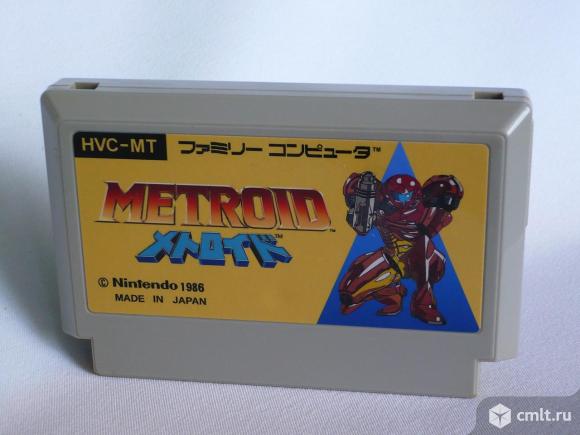 HVC-MT ファミリー コンピュータ™
METROID™
メトロイド™
© Nintendo 1986
MADE IN JAPAN
cmlt.ru